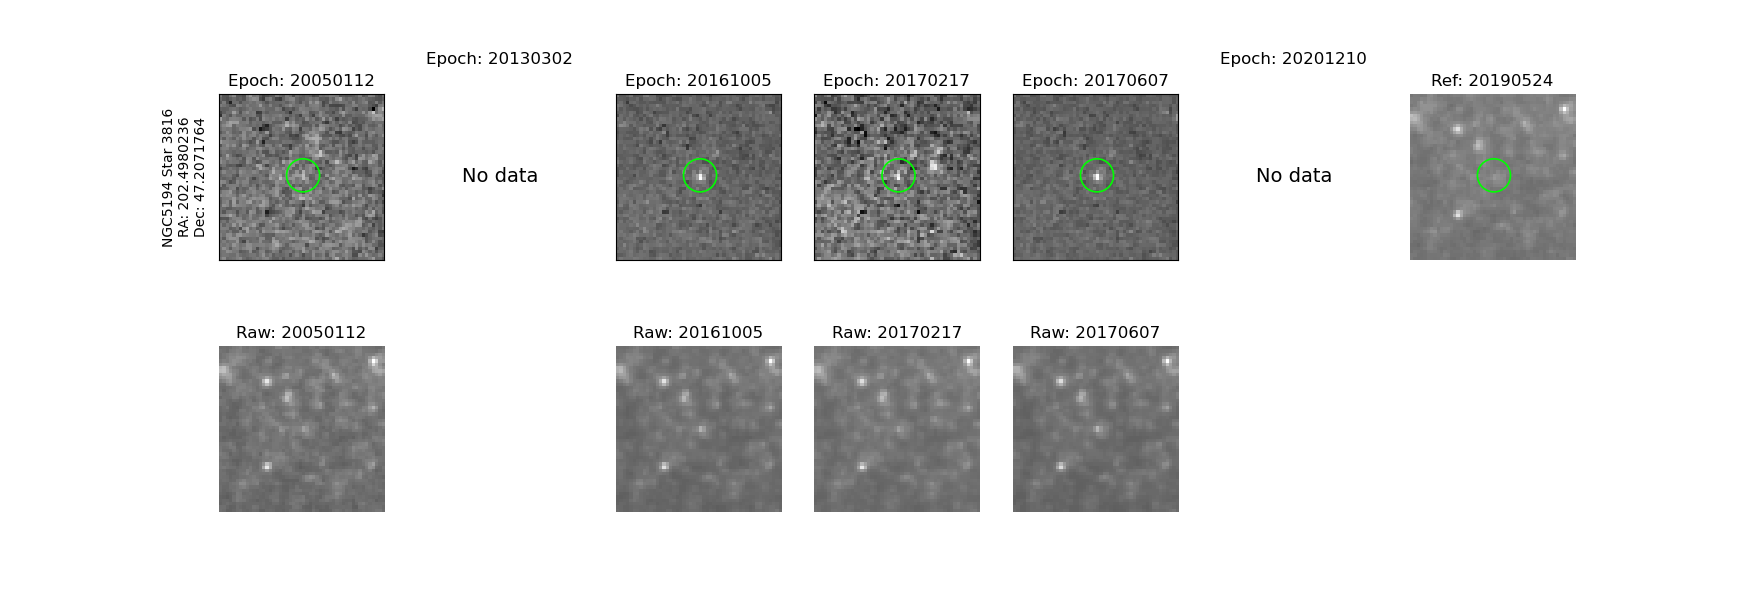 Epoch: 20130302
Epoch: 20201210
Epoch: 20050112
Epoch: 20161005
Epoch: 20170217
Epoch: 20170607
Ref: 20190524
NGC5194 Star 3816
RA: 202.4980236
Dec: 47.2071764
No data
No data
Raw: 20050112
Raw: 20161005
Raw: 20170217
Raw: 20170607